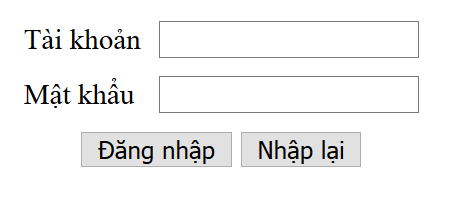 Tài khoản
Mật khẩu
Đăng nhập Nhập lại